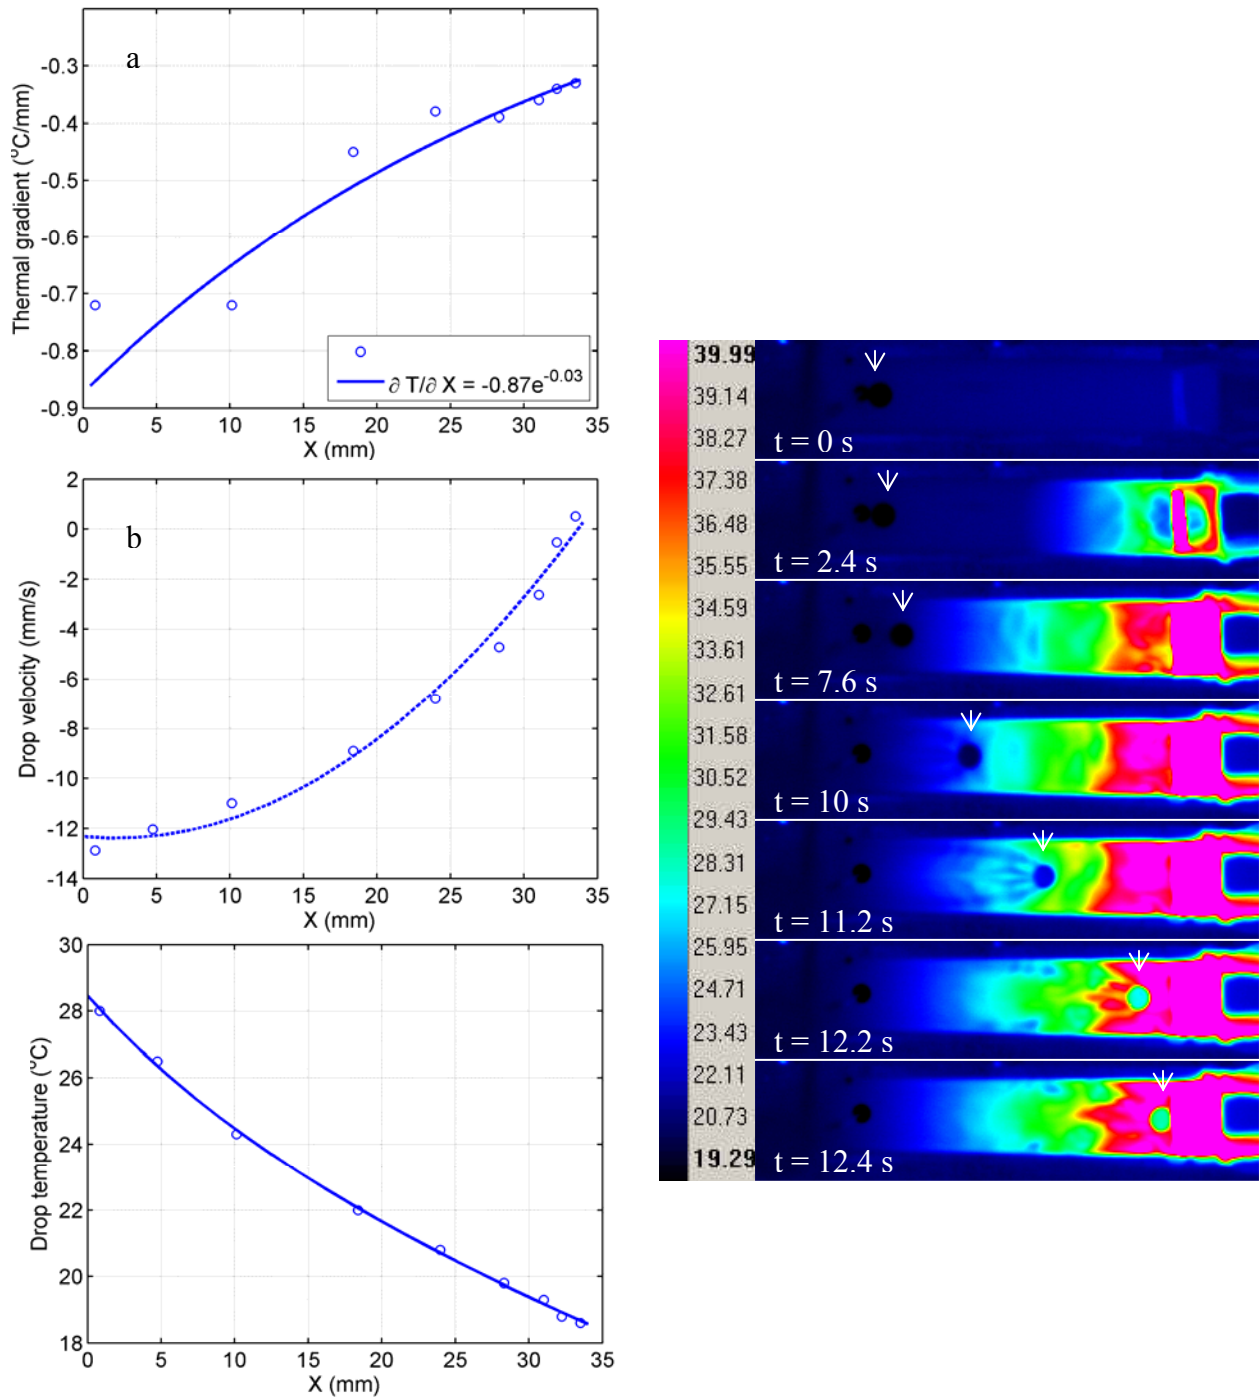 a
-0.3
-0.4
-0.5
-0.6
-0.7
-0.8
-0.9
0 5 10 15 20 25 30 35
X (mm)
Thermal gradient (°C/mm)
∂ T/∂ X = -0.87e^-0.03
b
2
0
-2
-4
-6
-8
-10
-12
-14
0 5 10 15 20 25 30 35
X (mm)
Drop velocity (mm/s)
30
28
26
24
22
20
18
0 5 10 15 20 25 30 35
X (mm)
Drop temperature (°C)
39.99
39.14
38.27
37.38
36.48
35.55
34.59
33.61
32.61
31.58
30.52
29.43
28.31
27.15
25.95
24.71
23.43
22.11
20.73
19.29
t = 0 s
t = 2.4 s
t = 7.6 s
t = 10 s
t = 11.2 s
t = 12.2 s
t = 12.4 s